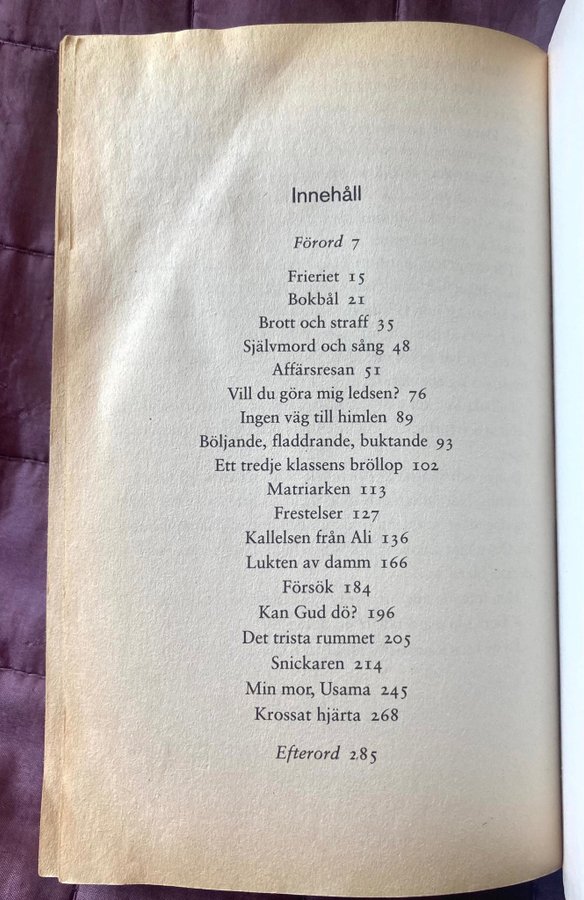 Innehåll
Förord 7
Frieriet 15
Bokbål 21
Brott och straff 35
Självmord och sång 48
Affärsresan 51
Vill du göra mig ledsen? 76
Ingen väg till himlen 89
Böljande, fladdrande, buktande 93
Ett tredje klassens bröllop 102
Matriarken 113
Frestelser 127
Kallelsen från Ali 136
Lukten av damm 166
Försök 184
Kan Gud dö? 196
Det trista rummet 205
Snickaren 214
Min mor, Usama 245
Krossat hjärta 268
Efterord 285